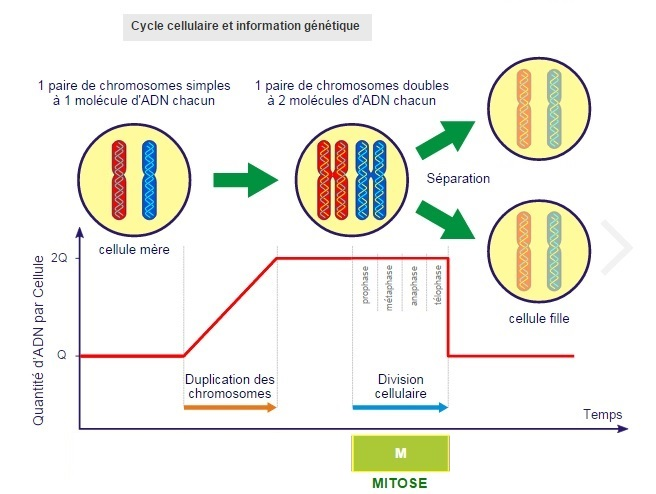 Cycle cellulaire et information génétique
1 paire de chromosomes simples
à 1 molécule d'ADN chacun
1 paire de chromosomes doubles
à 2 molécules d'ADN chacun
Séparation
cellule mère
cellule fille
Quantité d'ADN par Cellule
2Q
Q
prophase
métaphase
anaphase
télophase
Duplication des
chromosomes
Division
cellulaire
Temps
M
MITOSE